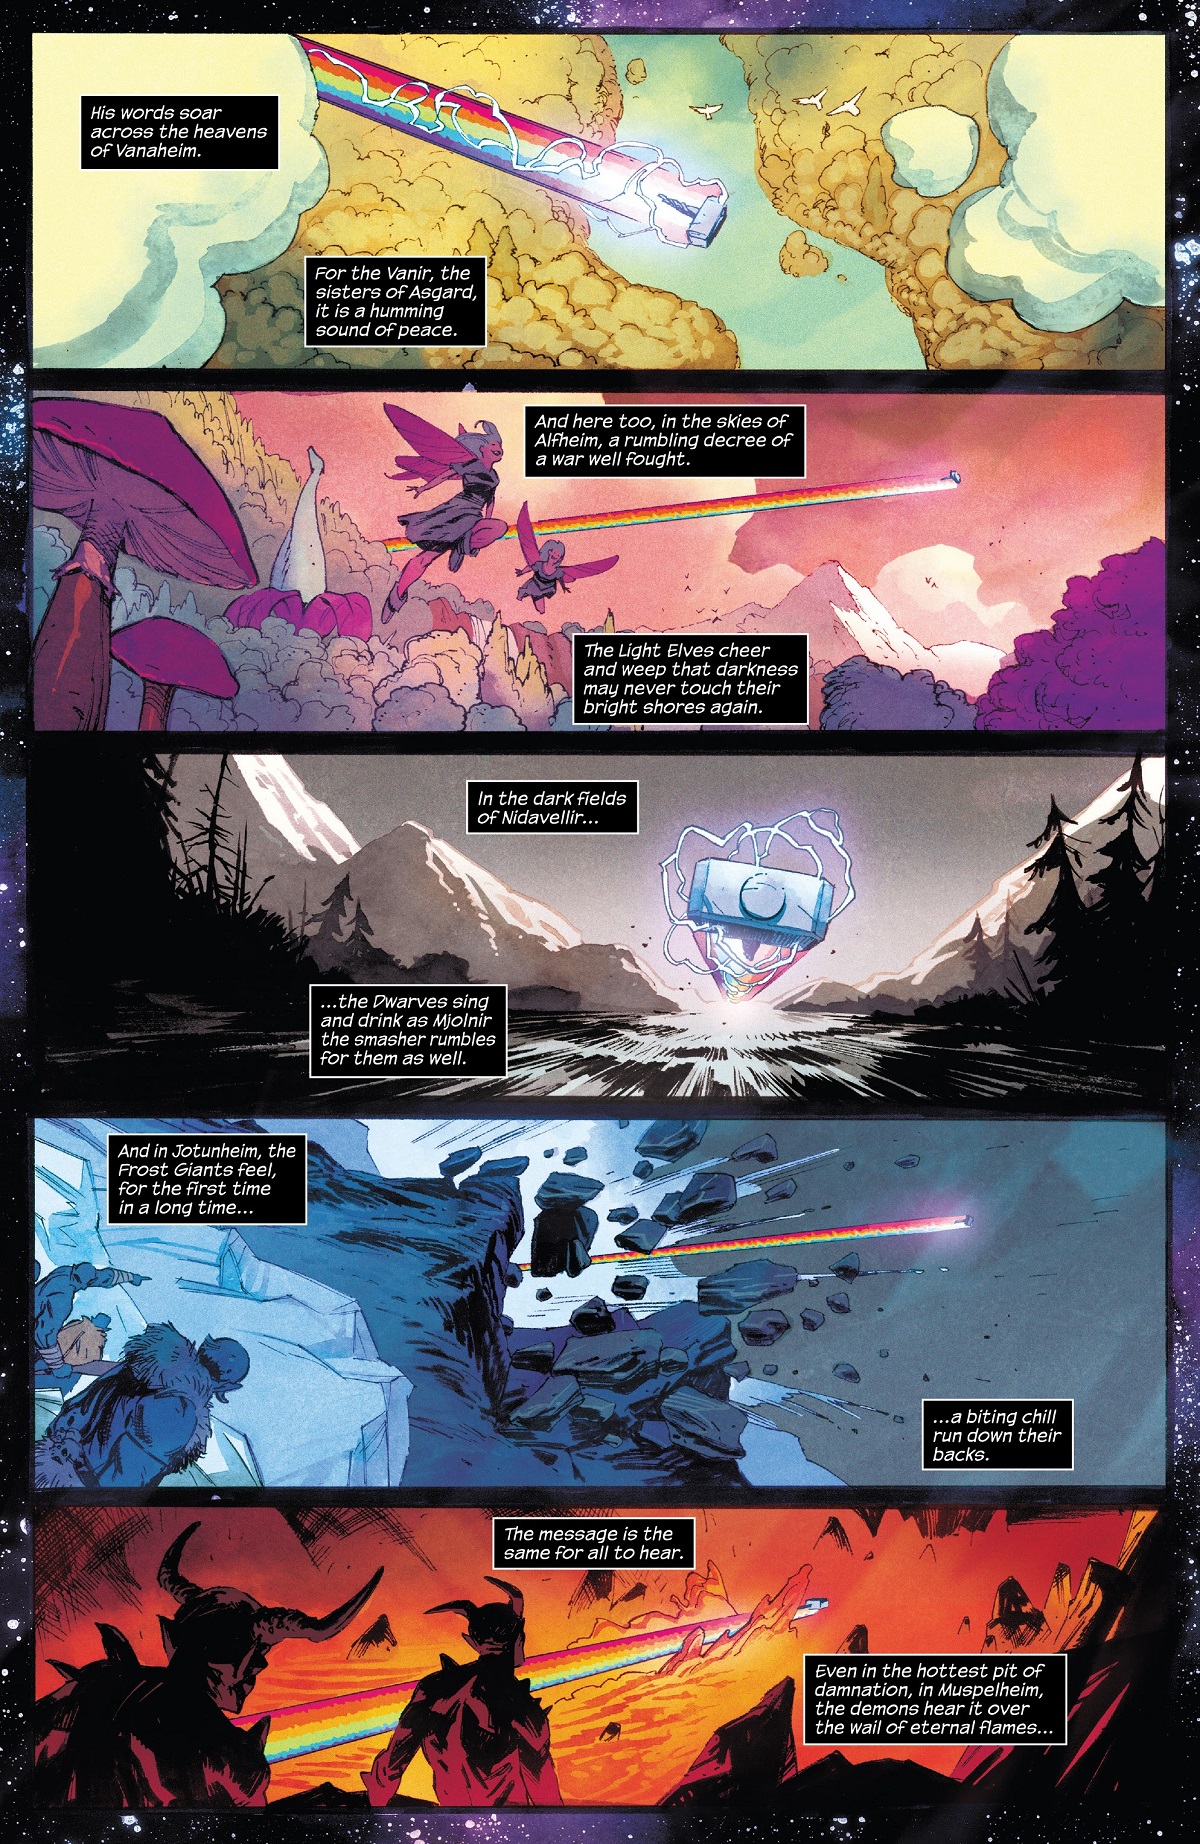 His words soar
across the heavens
of Vanaheim.
For the Vanir, the
sisters of Asgard,
it is a humming
sound of peace.
And here too, in the skies of
Alfheim, a rumbling decree of
a war well fought.
The Light Elves cheer
and weep that darkness
may never touch their
bright shores again.
In the dark fields
of Nidavellir...
...the Dwarves sing
and drink as Mjolnir
the smasher rumbles
for them as well.
And in Jotunheim, the
Frost Giants feel,
for the first time
in a long time...
...a biting chill
run down their
backs.
The message is the
same for all to hear.
Even in the hottest pit of
damnation, in Muspelheim,
the demons hear it over
the wail of eternal flames...